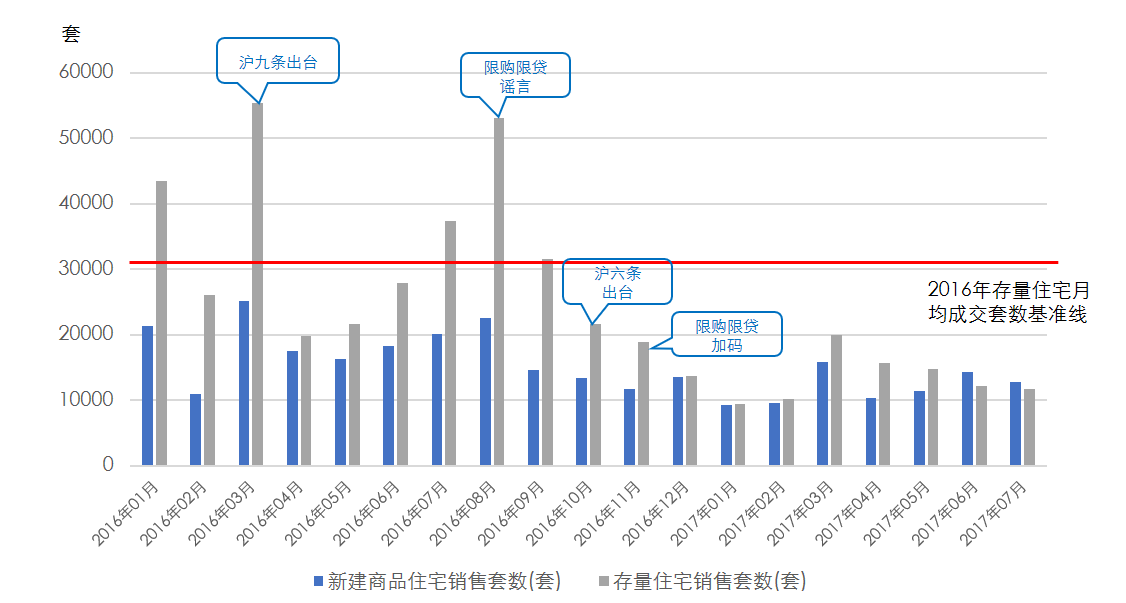 套
60000
50000
40000
30000
20000
10000
0
沪九条出台
限购限贷
谣言
沪六条
出台
限购限贷
加码
2016年存量住宅月
均成交套数基准线
2016年01月
2016年02月
2016年03月
2016年04月
2016年05月
2016年06月
2016年07月
2016年08月
2016年09月
2016年10月
2016年11月
2016年12月
2017年01月
2017年02月
2017年03月
2017年04月
2017年05月
2017年06月
2017年07月
新建商品住宅销售套数(套)
存量住宅销售套数(套)